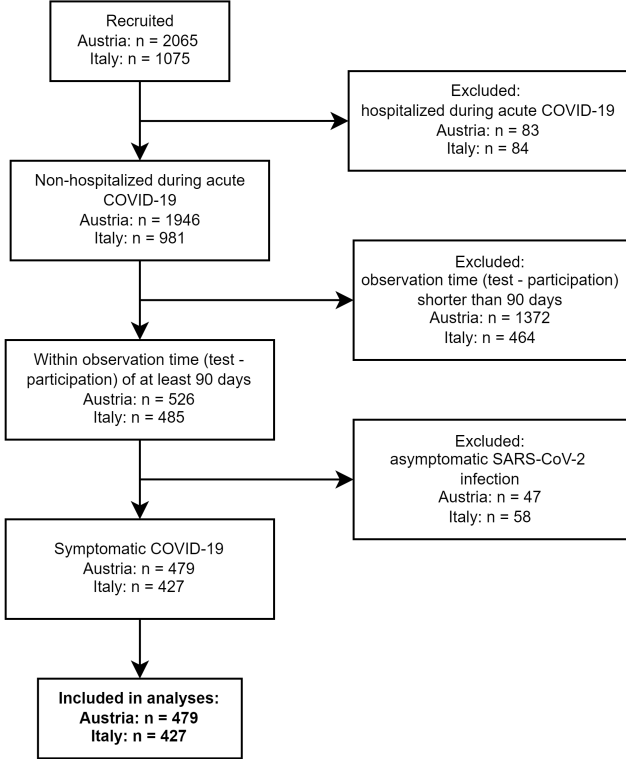 Recruited
Austria: n = 2065
Italy: n = 1075
Excluded:
hospitalized during acute COVID-19
Austria: n = 83
Italy: n = 84
Non-hospitalized during acute
COVID-19
Austria: n = 1946
Italy: n = 981
Excluded:
observation time (test - participation)
shorter than 90 days
Austria: n = 1372
Italy: n = 464
Within observation time (test -
participation) of at least 90 days
Austria: n = 526
Italy: n = 485
Excluded:
asymptomatic SARS-CoV-2
infection
Austria: n = 47
Italy: n = 58
Symptomatic COVID-19
Austria: n = 479
Italy: n = 427
Included in analyses:
Austria: n = 479
Italy: n = 427